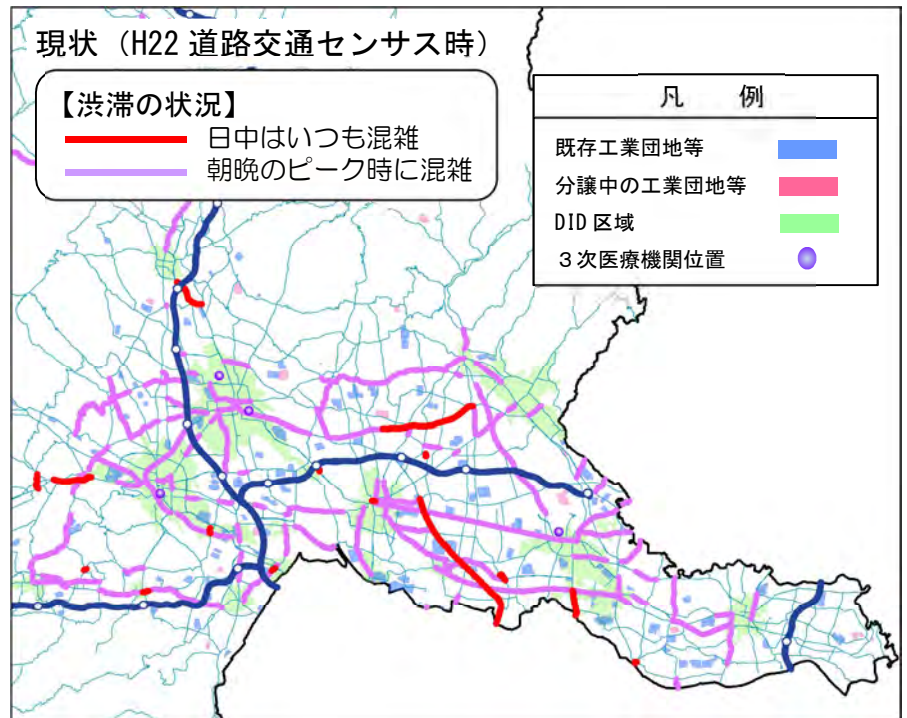 現状（H22 道路交通センサス時）
【渋滞の状況】
日中はいつも混雑
朝晩のピーク時に混雑
凡 例
既存工業団地等
分譲中の工業団地等
DID 区域
３次医療機関位置